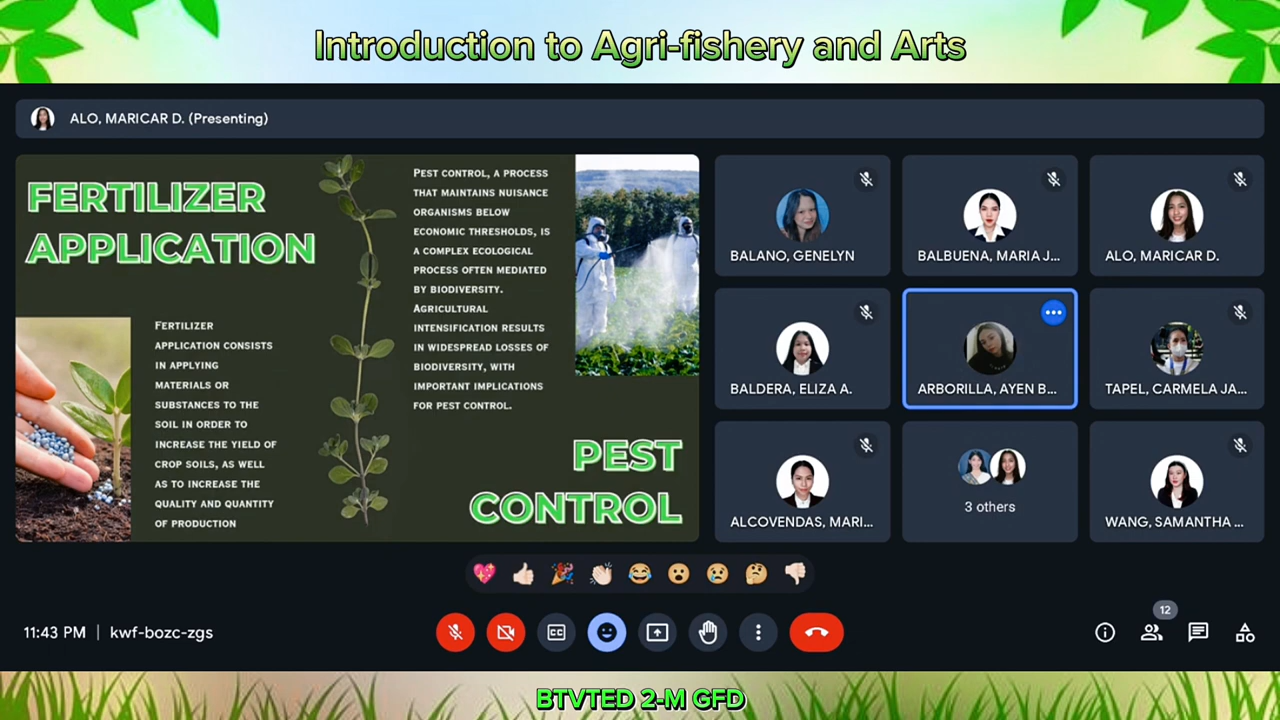 Introduction to Agri-fishery and Arts
ALO, MARICAR D. (Presenting)
FERTILIZER
APPLICATION
FERTILIZER
APPLICATION CONSISTS
IN APPLYING
MATERIALS OR
SUBSTANCES TO THE
SOIL IN ORDER TO
INCREASE THE YIELD OF
CROP SOILS, AS WELL
AS TO INCREASE THE
QUALITY AND QUANTITY
OF PRODUCTION
PEST CONTROL, A PROCESS
THAT MAINTAINS NUISANCE
ORGANISMS BELOW
ECONOMIC THRESHOLDS, IS
A COMPLEX ECOLOGICAL
PROCESS OFTEN MEDIATED
BY BIODIVERSITY.
AGRICULTURAL
INTENSIFICATION RESULTS
IN WIDESPREAD LOSSES OF
BIODIVERSITY, WITH
IMPORTANT IMPLICATIONS
FOR PEST CONTROL.
PEST
CONTROL
BALANO, GENELYN
BALBUENA, MARIA J...
ALO, MARICAR D.
BALDERA, ELIZA A.
ARBORILLA, AYEN B...
TAPEL, CARMELA JA...
ALCOVENDAS, MARI...
3 others
WANG, SAMANTHA ...
11:43 PM | kwf-bozc-zgs
CC
12
BTVTED 2-M GFD